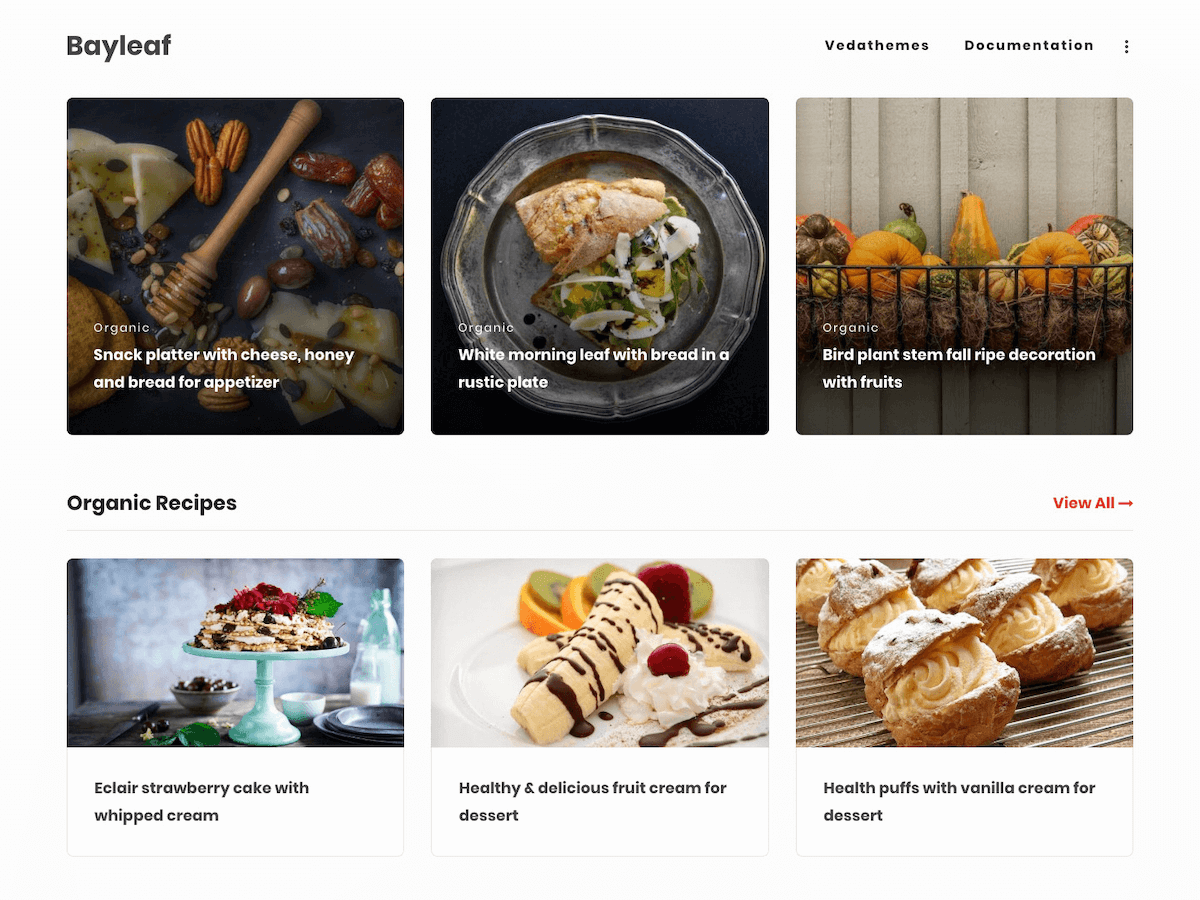 Bayleaf
Vedathemes
Documentation
Organic
Snack platter with cheese, honey
and bread for appetizer
Organic
White morning leaf with bread in a
rustic plate
Organic
Bird plant stem fall ripe decoration
with fruits
Organic Recipes
View All →
Eclair strawberry cake with
whipped cream
Healthy & delicious fruit cream for
dessert
Health puffs with vanilla cream for
dessert